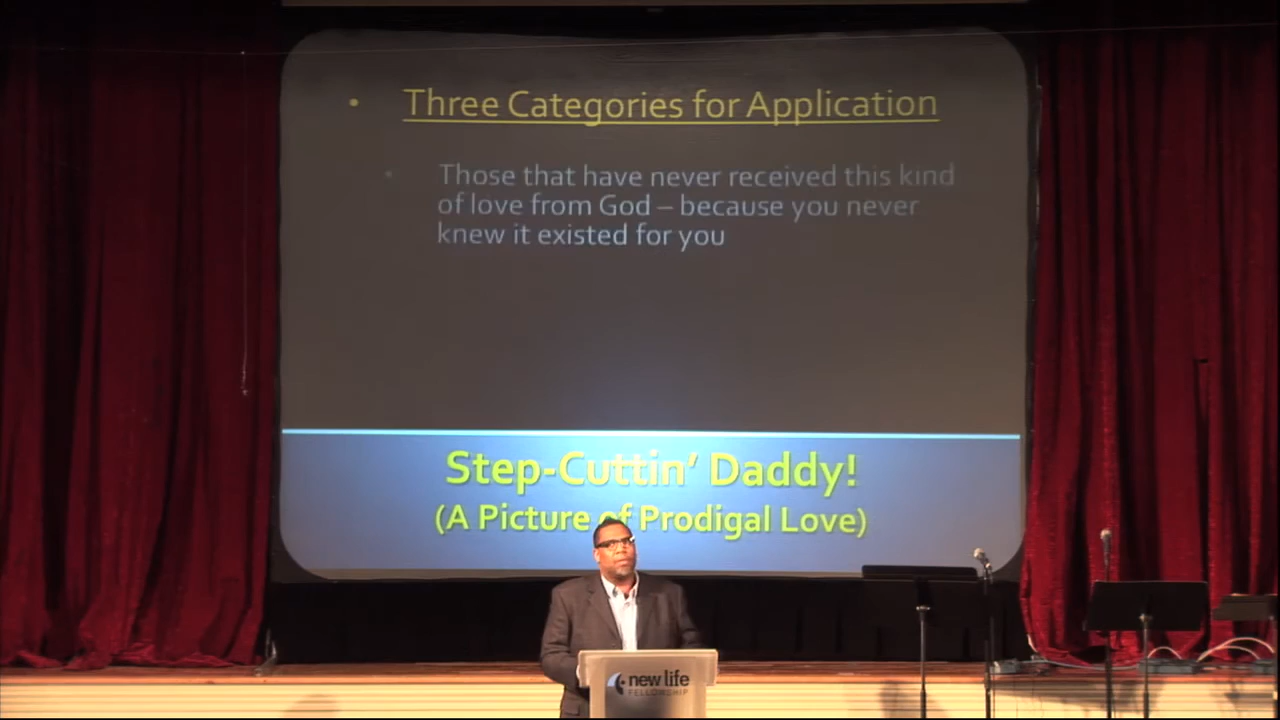 • Three Categories for Application
• Those that have never received this kind
of love from God – because you never
knew it existed for you
Step-Cuttin' Daddy!
(A Picture of Prodigal Love)
new life
FELLOWSHIP